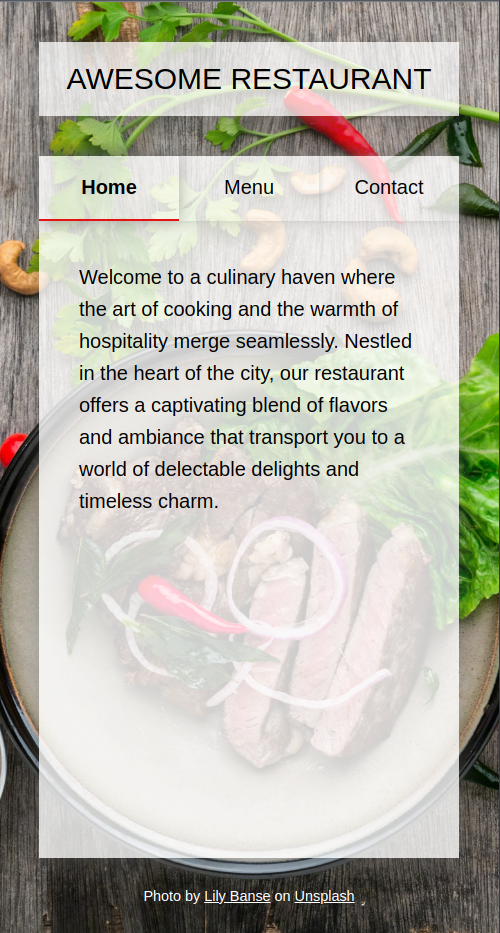 AWESOME RESTAURANT
Home Menu Contact
Welcome to a culinary haven where
the art of cooking and the warmth of
hospitality merge seamlessly. Nestled
in the heart of the city, our restaurant
offers a captivating blend of flavors
and ambiance that transport you to a
world of delectable delights and
timeless charm.
Photo by Lily Banse on Unsplash